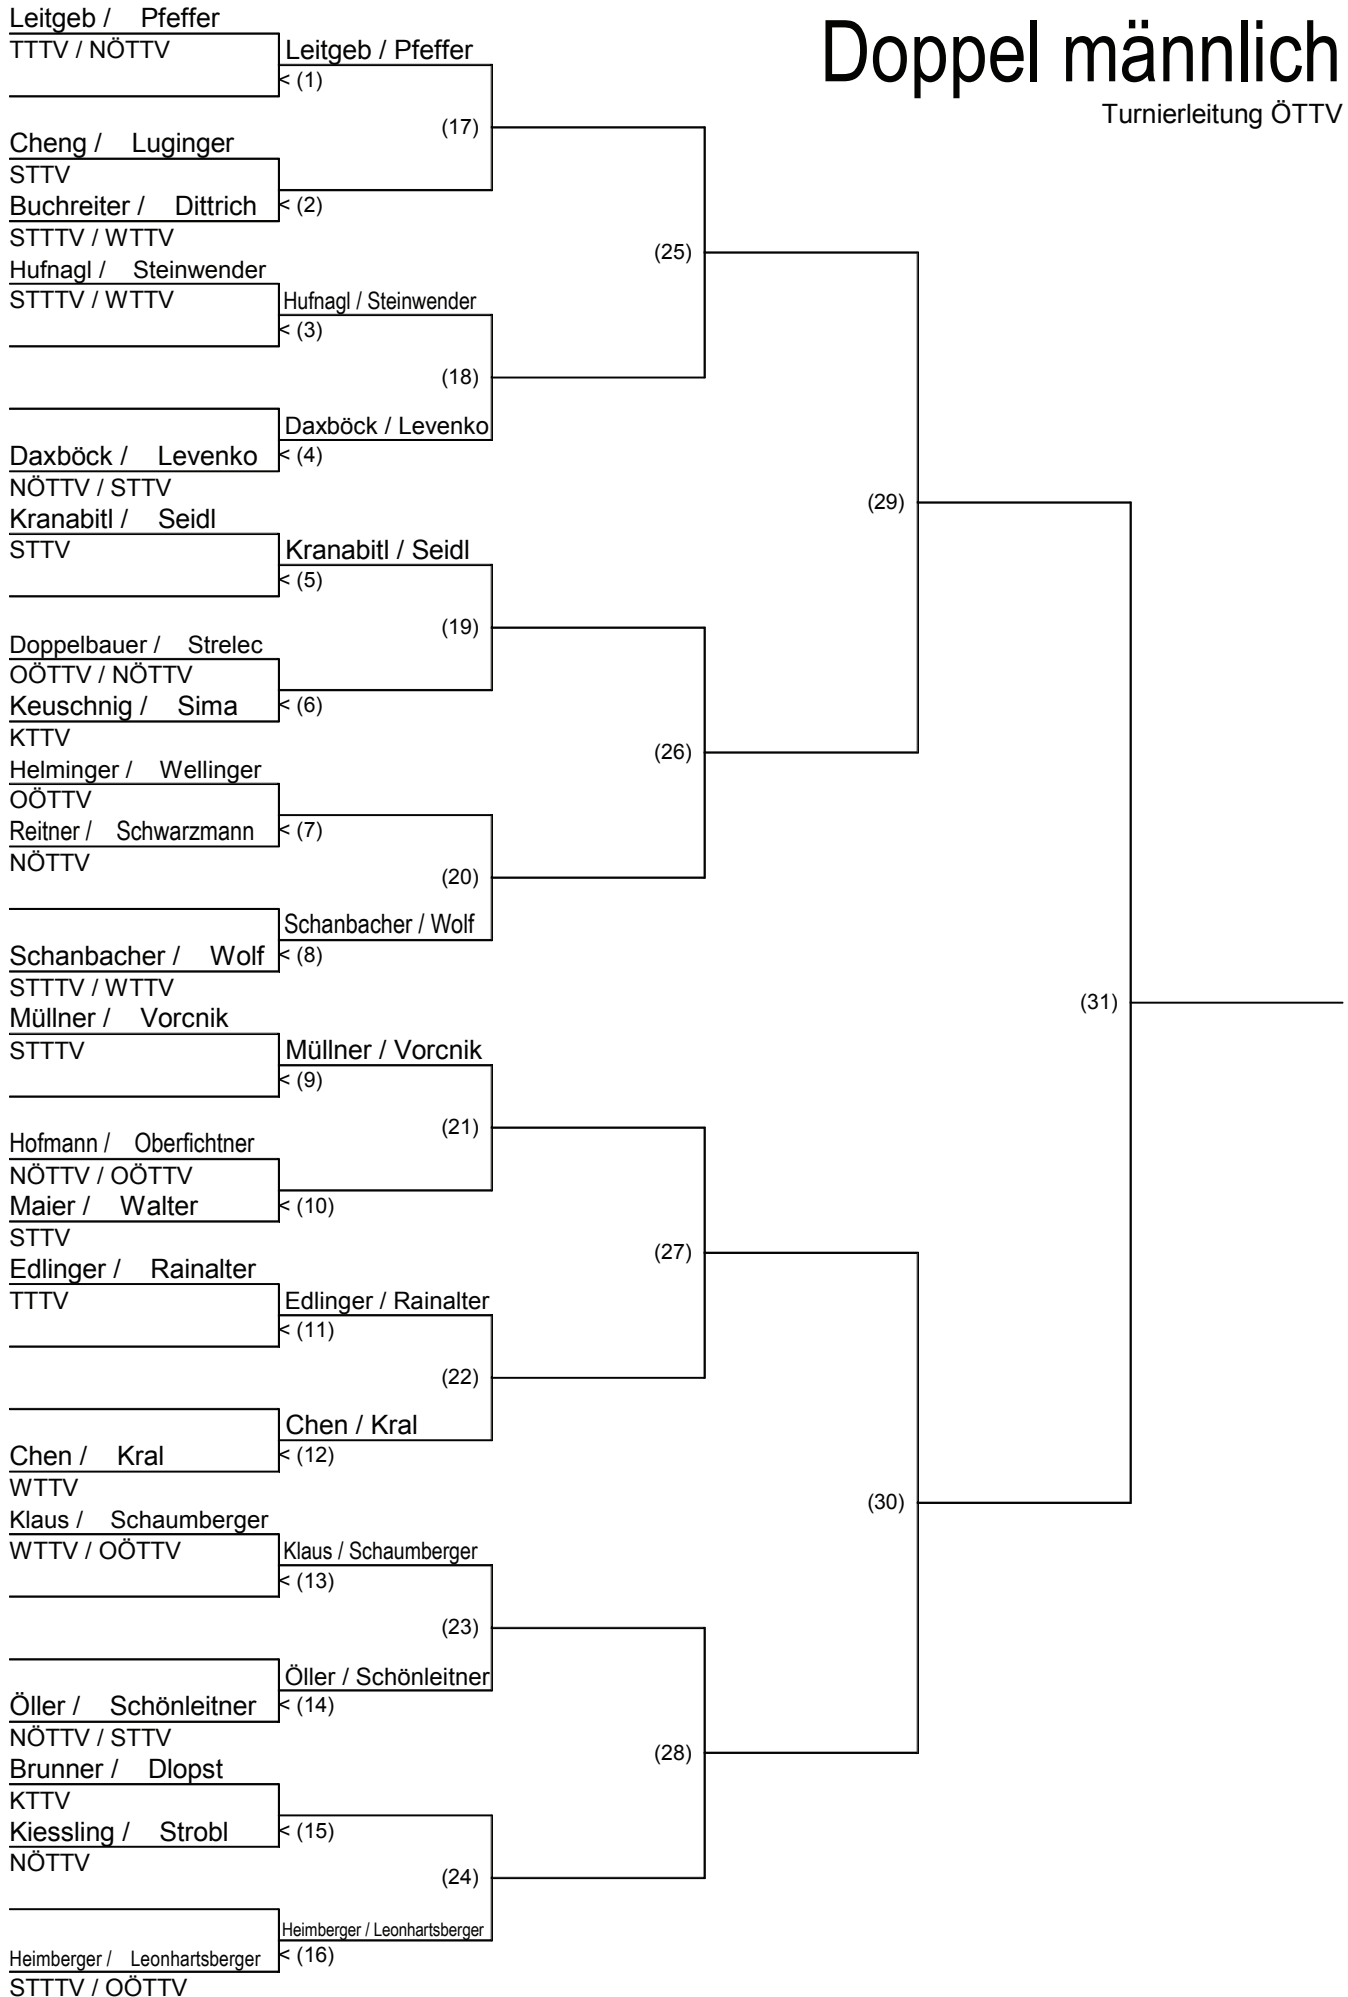 Doppel männlich
Turnierleitung ÖTTV
Leitgeb / Pfeffer
TTTV / NÖTTV
Leitgeb / Pfeffer
< (1)
(17)
Cheng / Luginger
STTV
Buchreiter / Dittrich
< (2)
STTTV / WTTV
(25)
Hufnagl / Steinwender
STTTV / WTTV
Hufnagl / Steinwender
< (3)
(18)
Daxböck / Levenko
Daxböck / Levenko
< (4)
NÖTTV / STTV
(29)
Kranabitl / Seidl
STTV
Kranabitl / Seidl
< (5)
(19)
Doppelbauer / Strelec
OÖTTV / NÖTTV
Keuschnig / Sima
< (6)
KTTV
(26)
Helminger / Wellinger
OÖTTV
Reitner / Schwarzmann
< (7)
NÖTTV
(20)
Schanbacher / Wolf
Schanbacher / Wolf
< (8)
STTTV / WTTV
(31)
Müllner / Vorcnik
STTTV
Müllner / Vorcnik
< (9)
(21)
Hofmann / Oberfichtner
NÖTTV / OÖTTV
Maier / Walter
< (10)
STTV
(27)
Edlinger / Rainalter
TTTV
Edlinger / Rainalter
< (11)
(22)
Chen / Kral
Chen / Kral
< (12)
WTTV
(30)
Klaus / Schaumberger
WTTV / OÖTTV
Klaus / Schaumberger
< (13)
(23)
Öller / Schönleitner
Öller / Schönleitner
< (14)
NÖTTV / STTV
(28)
Brunner / Dlopst
KTTV
Kiessling / Strobl
< (15)
NÖTTV
(24)
Heimberger / Leonhartsberger
Heimberger / Leonhartsberger
< (16)
STTTV / OÖTTV